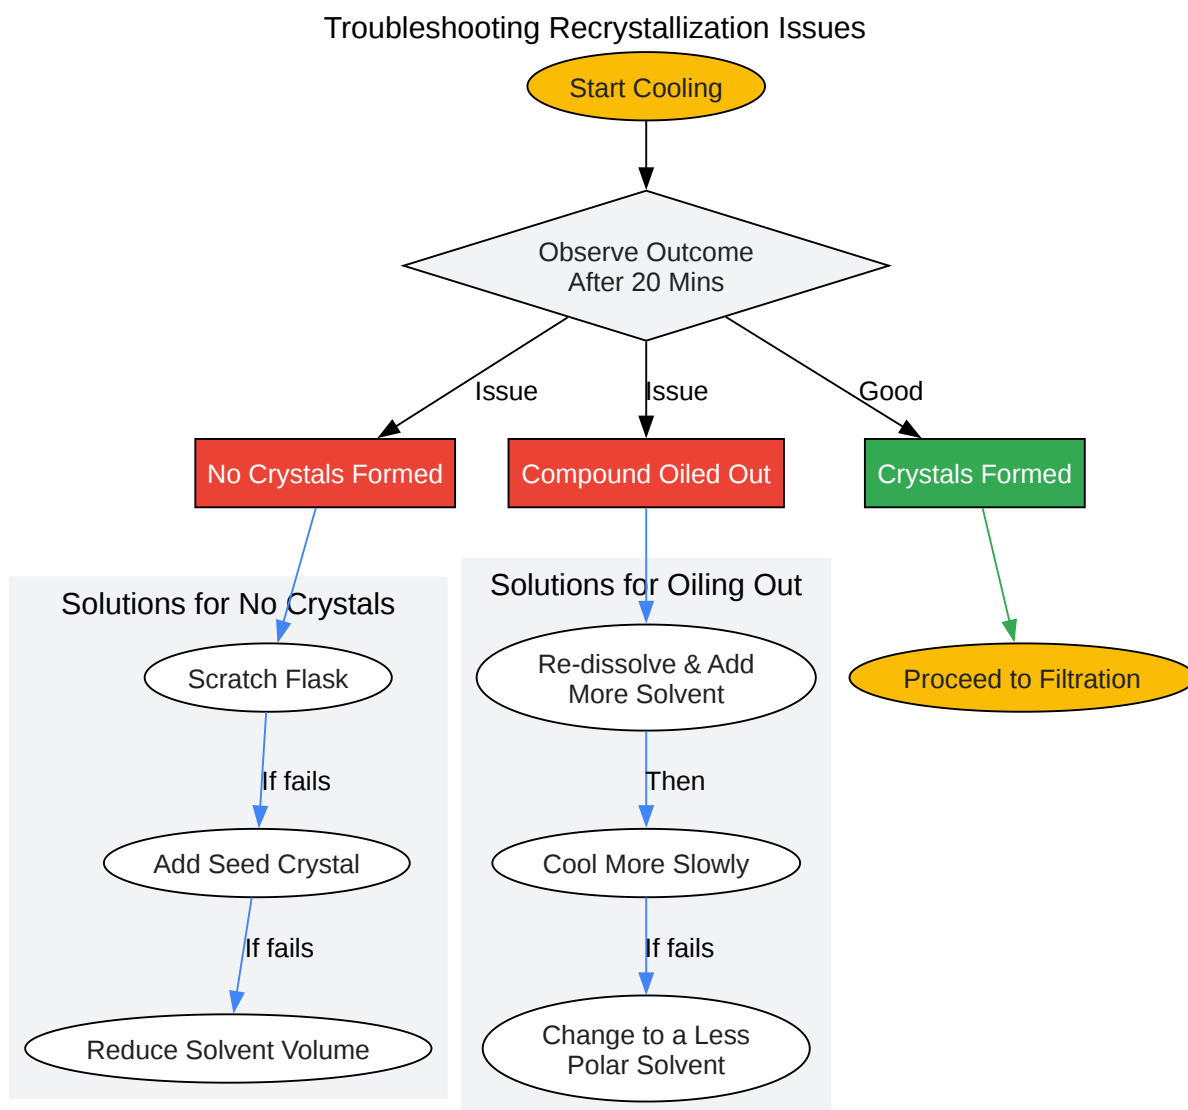 Troubleshooting Recrystallization Issues
Start Cooling
Observe Outcome
After 20 Mins
Issue
Issue
Good
No Crystals Formed
Compound Oiled Out
Crystals Formed
Solutions for No Crystals
Scratch Flask
If fails
Add Seed Crystal
If fails
Reduce Solvent Volume
Solutions for Oiling Out
Re-dissolve & Add
More Solvent
Then
Cool More Slowly
If fails
Change to a Less
Polar Solvent
Proceed to Filtration